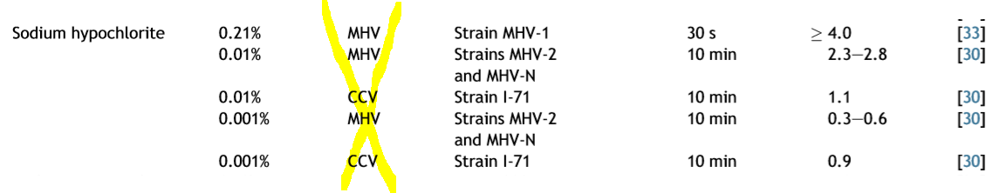 Sodium hypochlorite 0.21% MHV Strain MHV-1 30 s ≥ 4.0 [33]
0.01% MHV Strains MHV-2 10 min 2.3–2.8 [30]
and MHV-N
0.01% CCV Strain I-71 10 min 1.1 [30]
0.001% MHV Strains MHV-2 10 min 0.3–0.6 [30]
and MHV-N
0.001% CCV Strain I-71 10 min 0.9 [30]